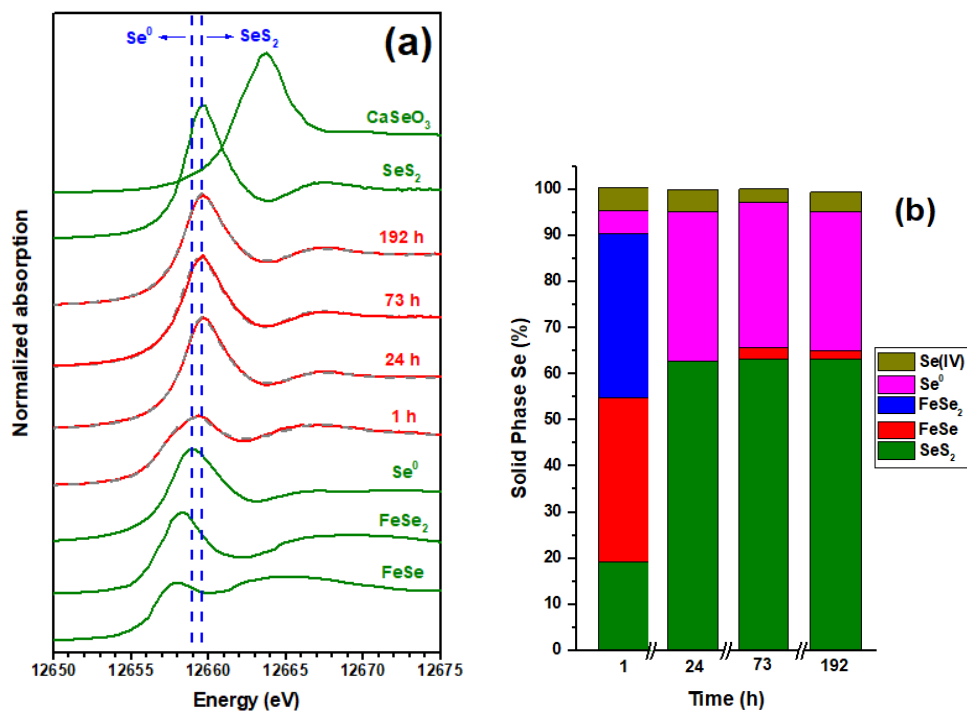 Se⁰ SeS₂
(a)
CaSeO₃
SeS₂
192 h
73 h
24 h
1 h
Se⁰
FeSe₂
FeSe
Normalized absorption
12650 12655 12660 12665 12670 12675
Energy (eV)
(b)
100
90
80
70
60
50
40
30
20
10
0
Solid Phase Se (%)
1 24 73 192
Time (h)
Se(IV)
Se⁰
FeSe₂
FeSe
SeS₂